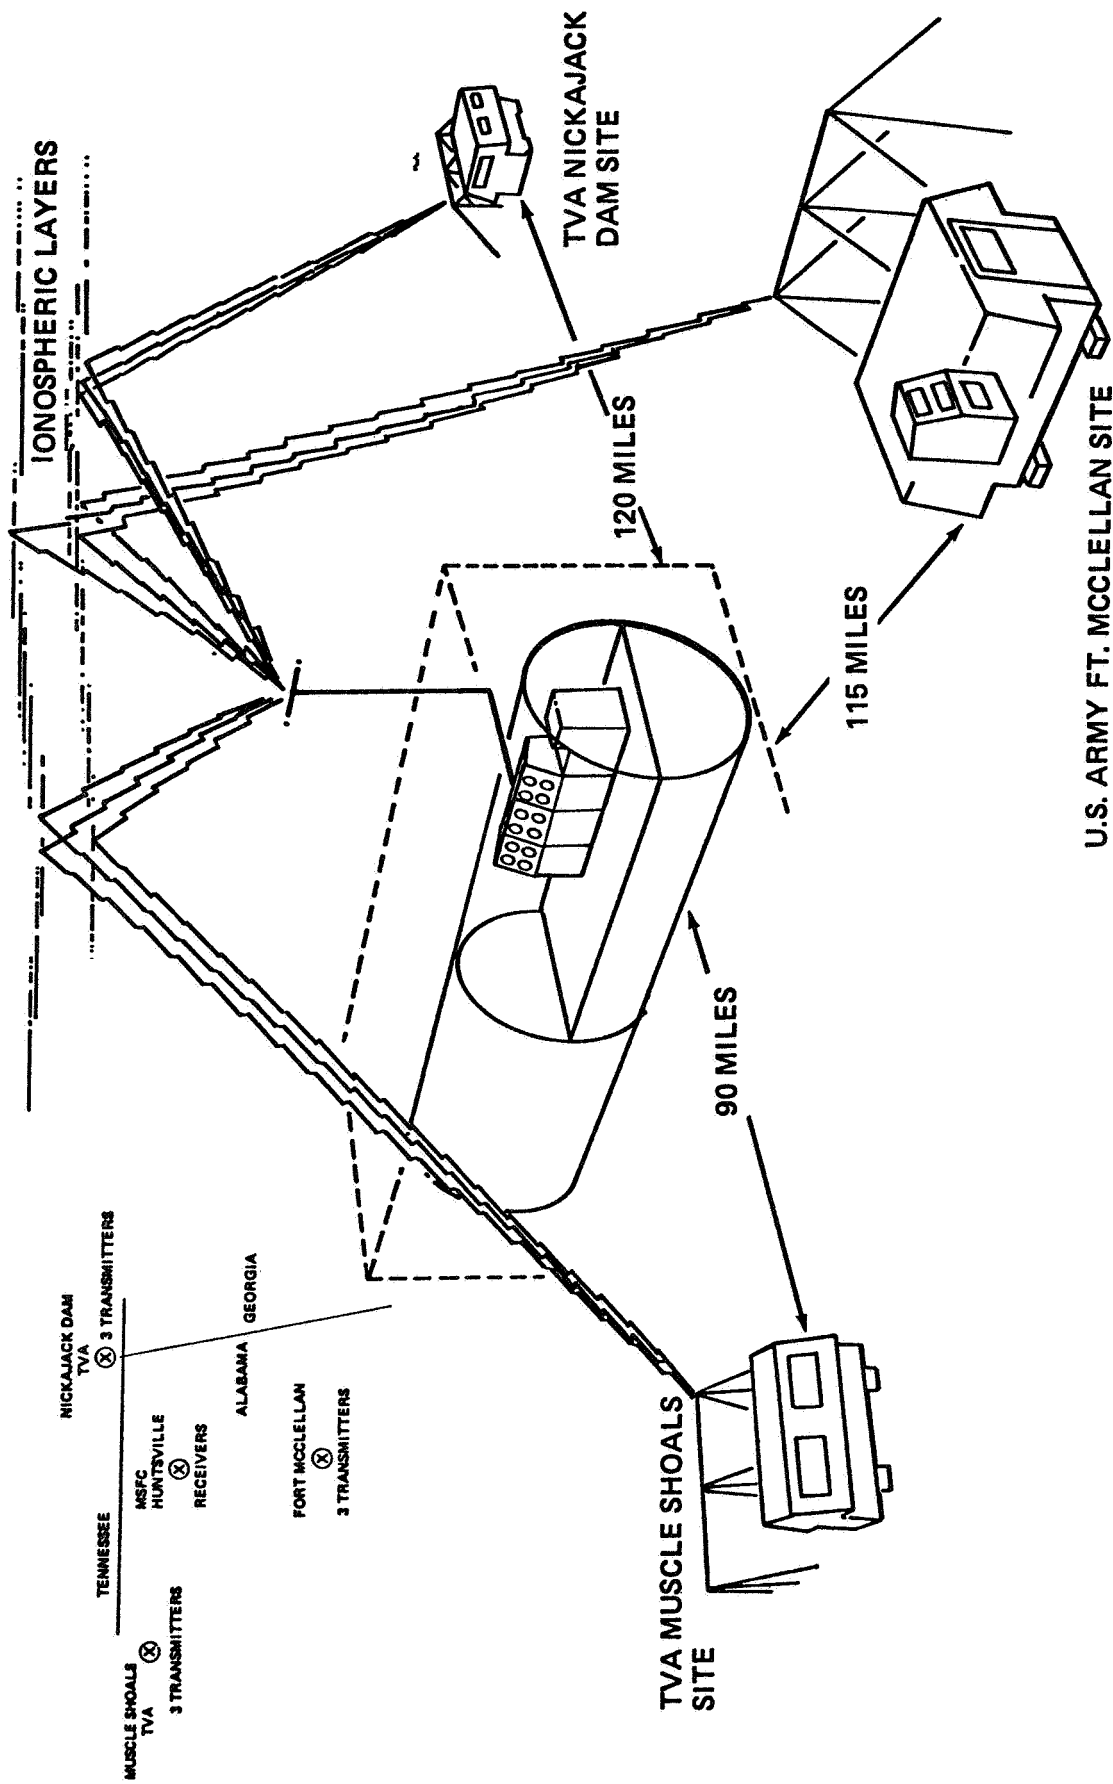 NICKAJACK DAM
TVA
Ⓧ 3 TRANSMITTERS
TENNESSEE
MUSCLE SHOALS
TVA Ⓧ
3 TRANSMITTERS
MSFC
HUNTSVILLE
Ⓧ
RECEIVERS
ALABAMA GEORGIA
FORT MCCLELLAN
Ⓧ
3 TRANSMITTERS
IONOSPHERIC LAYERS
TVA NICKAJACK
DAM SITE
120 MILES
90 MILES
115 MILES
TVA MUSCLE SHOALS
SITE
U.S. ARMY FT. MCCLELLAN SITE